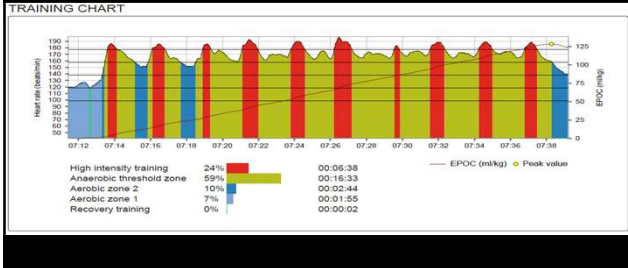 TRAINING CHART
190
180
170
160
150
140
130
120
110
100
90
80
70
60
50
Heart rate (beats/min)
125
100
75
50
25
0
EPOC (ml/kg)
07:12 07:14 07:16 07:18 07:20 07:22 07:24 07:26 07:28 07:30 07:32 07:34 07:36 07:38
EPOC (ml/kg) Peak value
High intensity training 24% 00:06:38
Anaerobic threshold zone 59% 00:16:33
Aerobic zone 2 10% 00:02:44
Aerobic zone 1 7% 00:01:55
Recovery training 0% 00:00:02